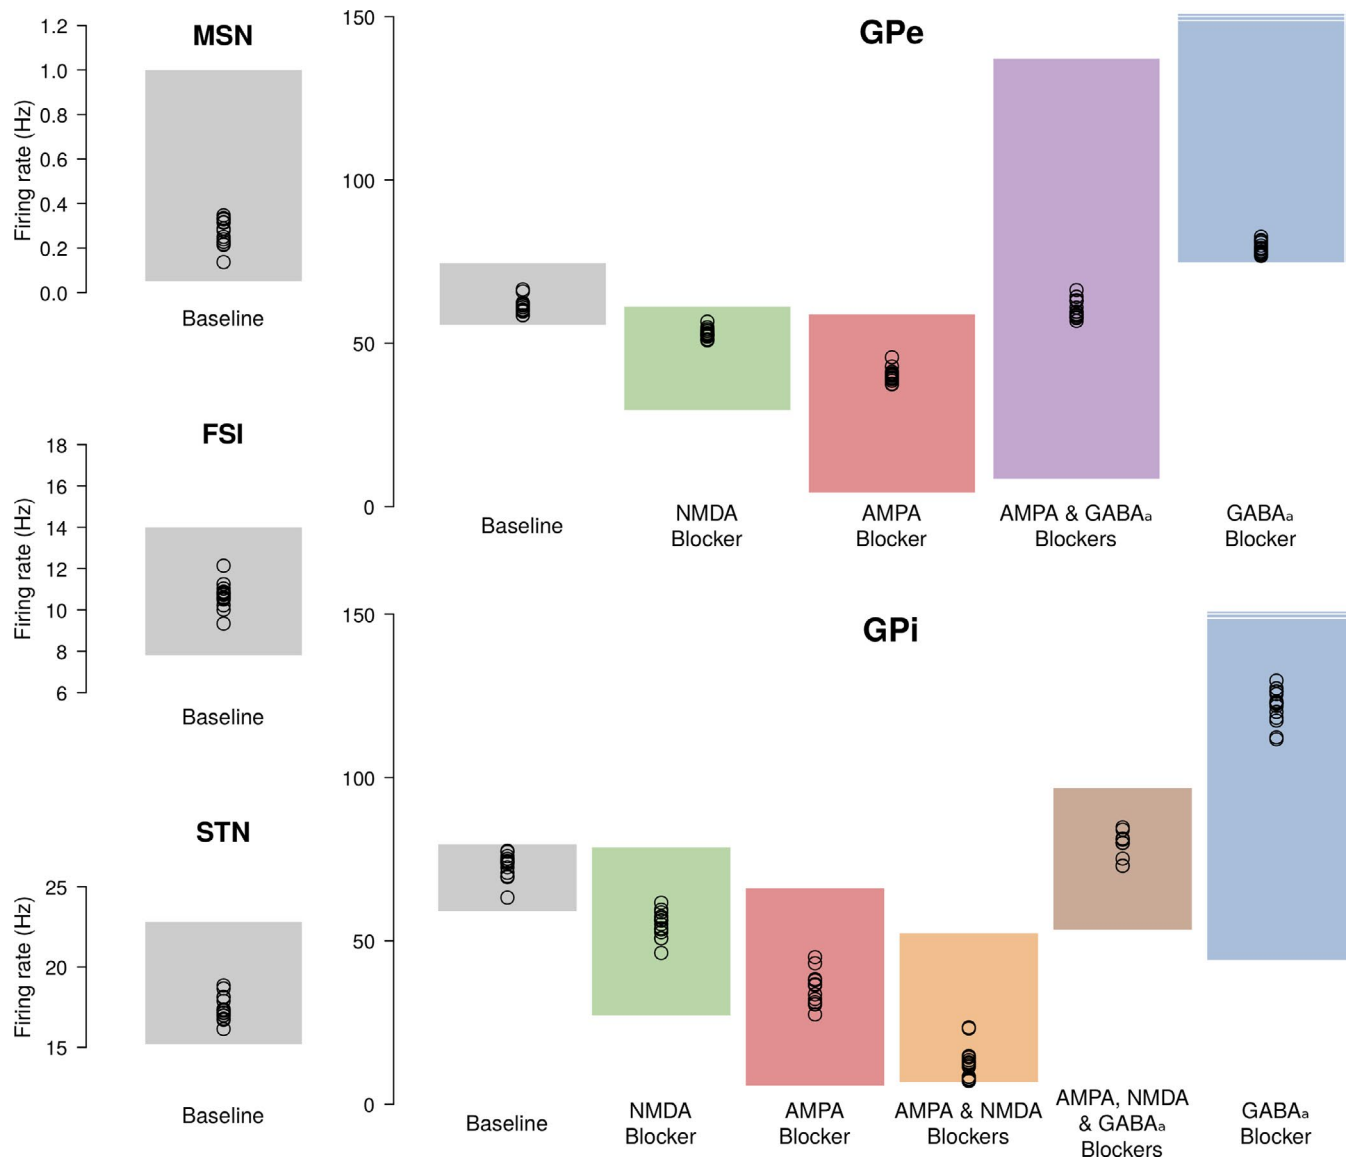 MSN
Firing rate (Hz)
1.2
1.0
0.8
0.6
0.4
0.2
0.0
Baseline
FSI
Firing rate (Hz)
18
16
14
12
10
8
6
Baseline
STN
Firing rate (Hz)
25
20
15
Baseline
GPe
150
100
50
0
Baseline
NMDA
Blocker
AMPA
Blocker
AMPA & GABAₐ
Blockers
GABAₐ
Blocker
GPi
150
100
50
0
Baseline
NMDA
Blocker
AMPA
Blocker
AMPA & NMDA
Blockers
AMPA, NMDA
& GABAₐ
Blockers
GABAₐ
Blocker